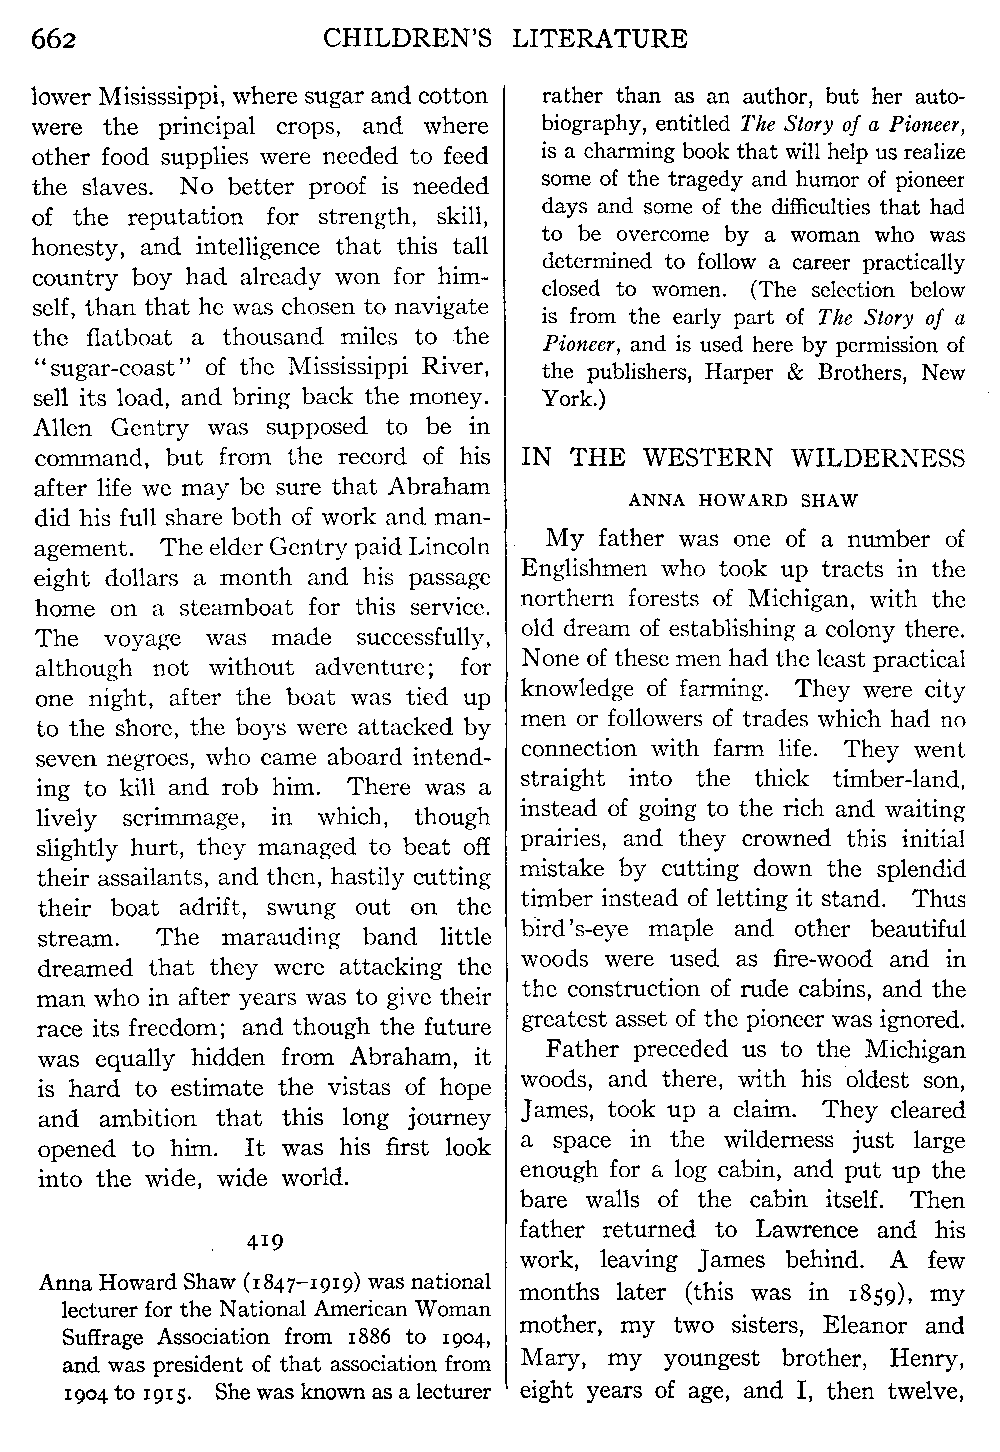 662
CHILDREN'S LITERATURE
lower Misisssippi, where sugar and cotton
were the principal crops, and where
other food supplies were needed to feed
the slaves. No better proof is needed
of the reputation for strength, skill,
honesty, and intelligence that this tall
country boy had already won for him-
self, than that he was chosen to navigate
the flatboat a thousand miles to the
"sugar-coast" of the Mississippi River,
sell its load, and bring back the money.
Allen Gentry was supposed to be in
command, but from the record of his
after life we may be sure that Abraham
did his full share both of work and man-
agement. The elder Gentry paid Lincoln
eight dollars a month and his passage
home on a steamboat for this service.
The voyage was made successfully,
although not without adventure; for
one night, after the boat was tied up
to the shore, the boys were attacked by
seven negroes, who came aboard intend-
ing to kill and rob him. There was a
lively scrimmage, in which, though
slightly hurt, they managed to beat off
their assailants, and then, hastily cutting
their boat adrift, swung out on the
stream. The marauding band little
dreamed that they were attacking the
man who in after years was to give their
race its freedom; and though the future
was equally hidden from Abraham, it
is hard to estimate the vistas of hope
and ambition that this long journey
opened to him. It was his first look
into the wide, wide world.
419
Anna Howard Shaw (1847–1919) was national
lecturer for the National American Woman
Suffrage Association from 1886 to 1904,
and was president of that association from
1904 to 1915. She was known as a lecturer
rather than as an author, but her auto-
biography, entitled The Story of a Pioneer,
is a charming book that will help us realize
some of the tragedy and humor of pioneer
days and some of the difficulties that had
to be overcome by a woman who was
determined to follow a career practically
closed to women. (The selection below
is from the early part of The Story of a
Pioneer, and is used here by permission of
the publishers, Harper & Brothers, New
York.)
IN THE WESTERN WILDERNESS
ANNA HOWARD SHAW
My father was one of a number of
Englishmen who took up tracts in the
northern forests of Michigan, with the
old dream of establishing a colony there.
None of these men had the least practical
knowledge of farming. They were city
men or followers of trades which had no
connection with farm life. They went
straight into the thick timber-land,
instead of going to the rich and waiting
prairies, and they crowned this initial
mistake by cutting down the splendid
timber instead of letting it stand. Thus
bird's-eye maple and other beautiful
woods were used as fire-wood and in
the construction of rude cabins, and the
greatest asset of the pioneer was ignored.
Father preceded us to the Michigan
woods, and there, with his oldest son,
James, took up a claim. They cleared
a space in the wilderness just large
enough for a log cabin, and put up the
bare walls of the cabin itself. Then
father returned to Lawrence and his
work, leaving James behind. A few
months later (this was in 1859), my
mother, my two sisters, Eleanor and
Mary, my youngest brother, Henry,
eight years of age, and I, then twelve,